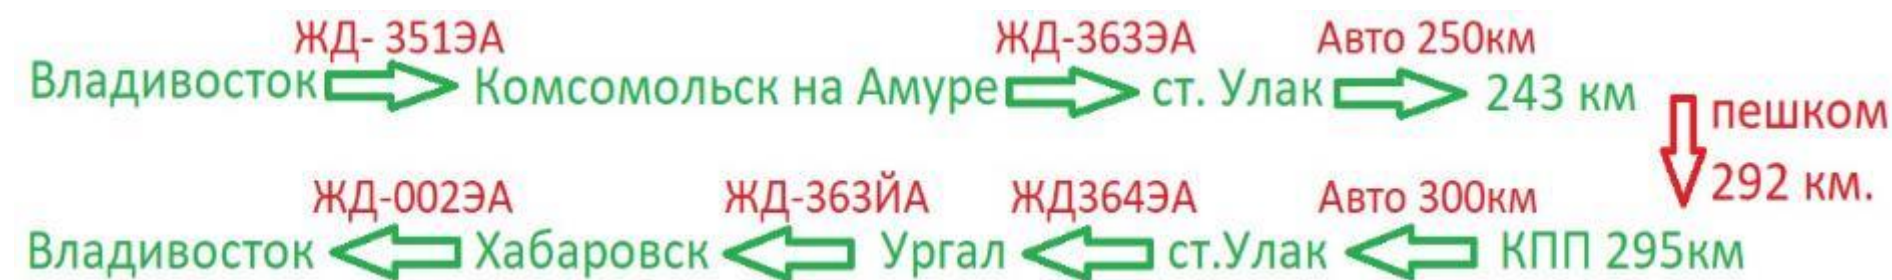 ЖД- 351ЭА ЖД-363ЭА Авто 250км
Владивосток Комсомольск на Амуре ст. Улак 243 км
пешком
292 км.
ЖД-002ЭА ЖД-363ЙА ЖД364ЭА Авто 300км
Владивосток Хабаровск Ургал ст.Улак КПП 295км